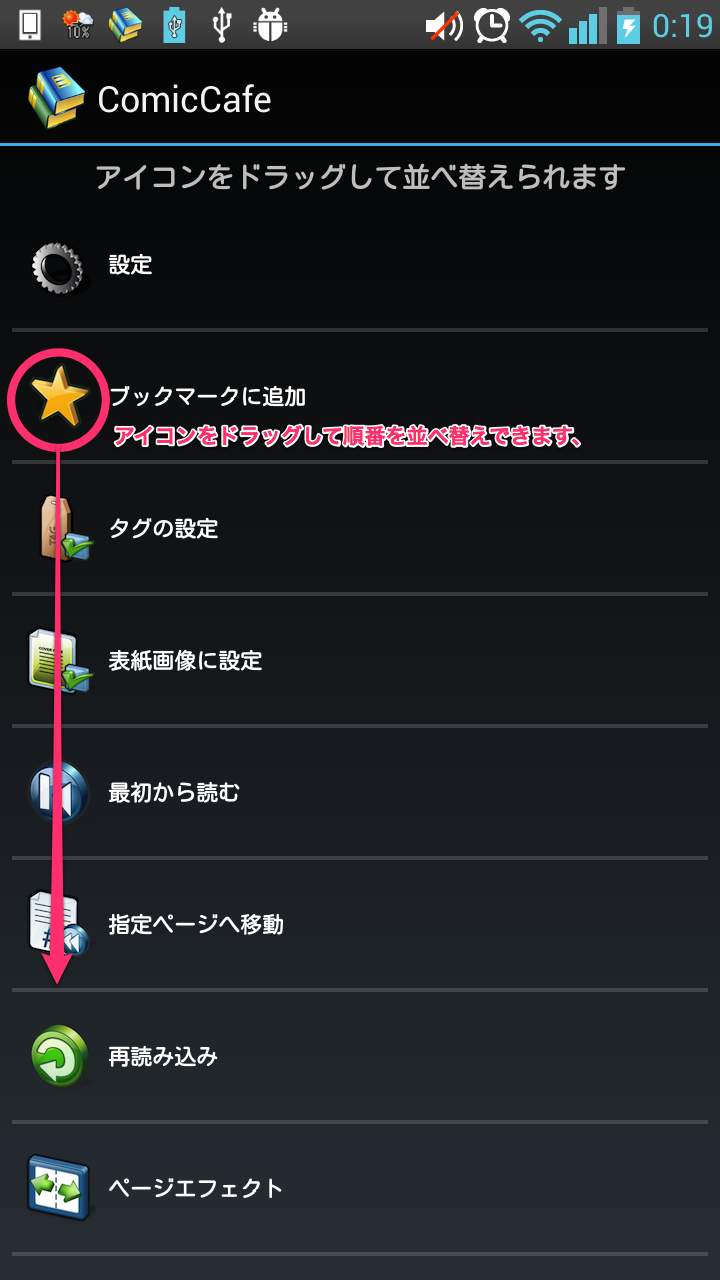 10%
0:19
ComicCafe
アイコンをドラッグして並べ替えられます
設定
ブックマークに追加
アイコンをドラッグして順番を並べ替えできます、
タグの設定
TAG
表紙画像に設定
最初から読む
指定ページへ移動
#
再読み込み
ページエフェクト